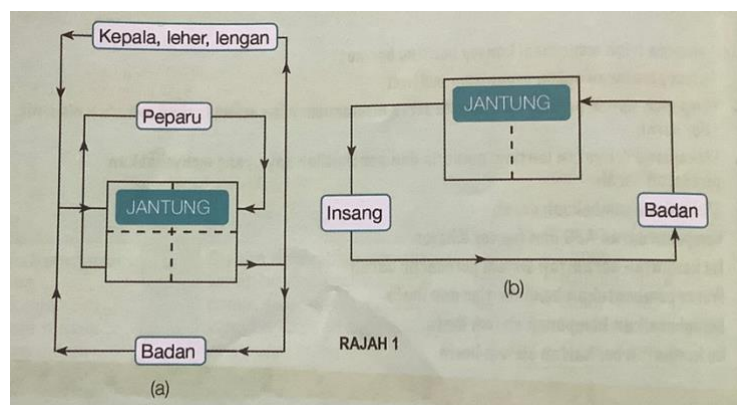 Kepala, leher, lengan
Peparu
JANTUNG
Badan
(a)
JANTUNG
Insang
Badan
(b)
RAJAH 1